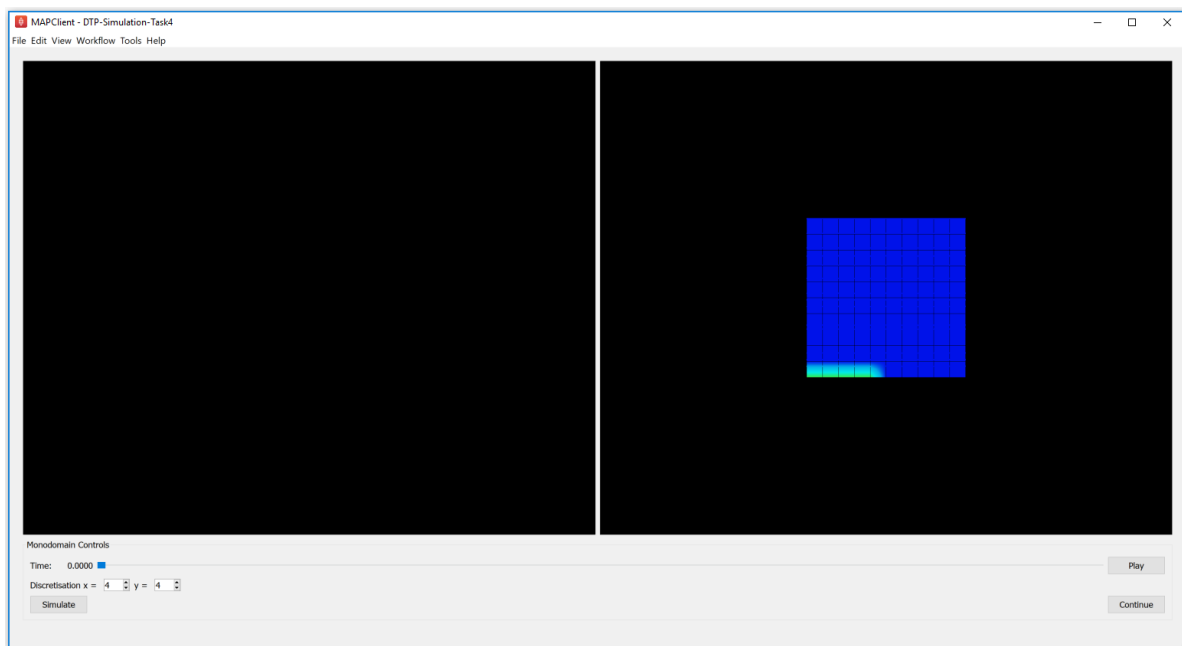 MAPClient - DTP-Simulation-Task4
File Edit View Workflow Tools Help
Monodomain Controls
Time: 0.0000 Play
Discretisation x = 4 y = 4
Simulate Continue